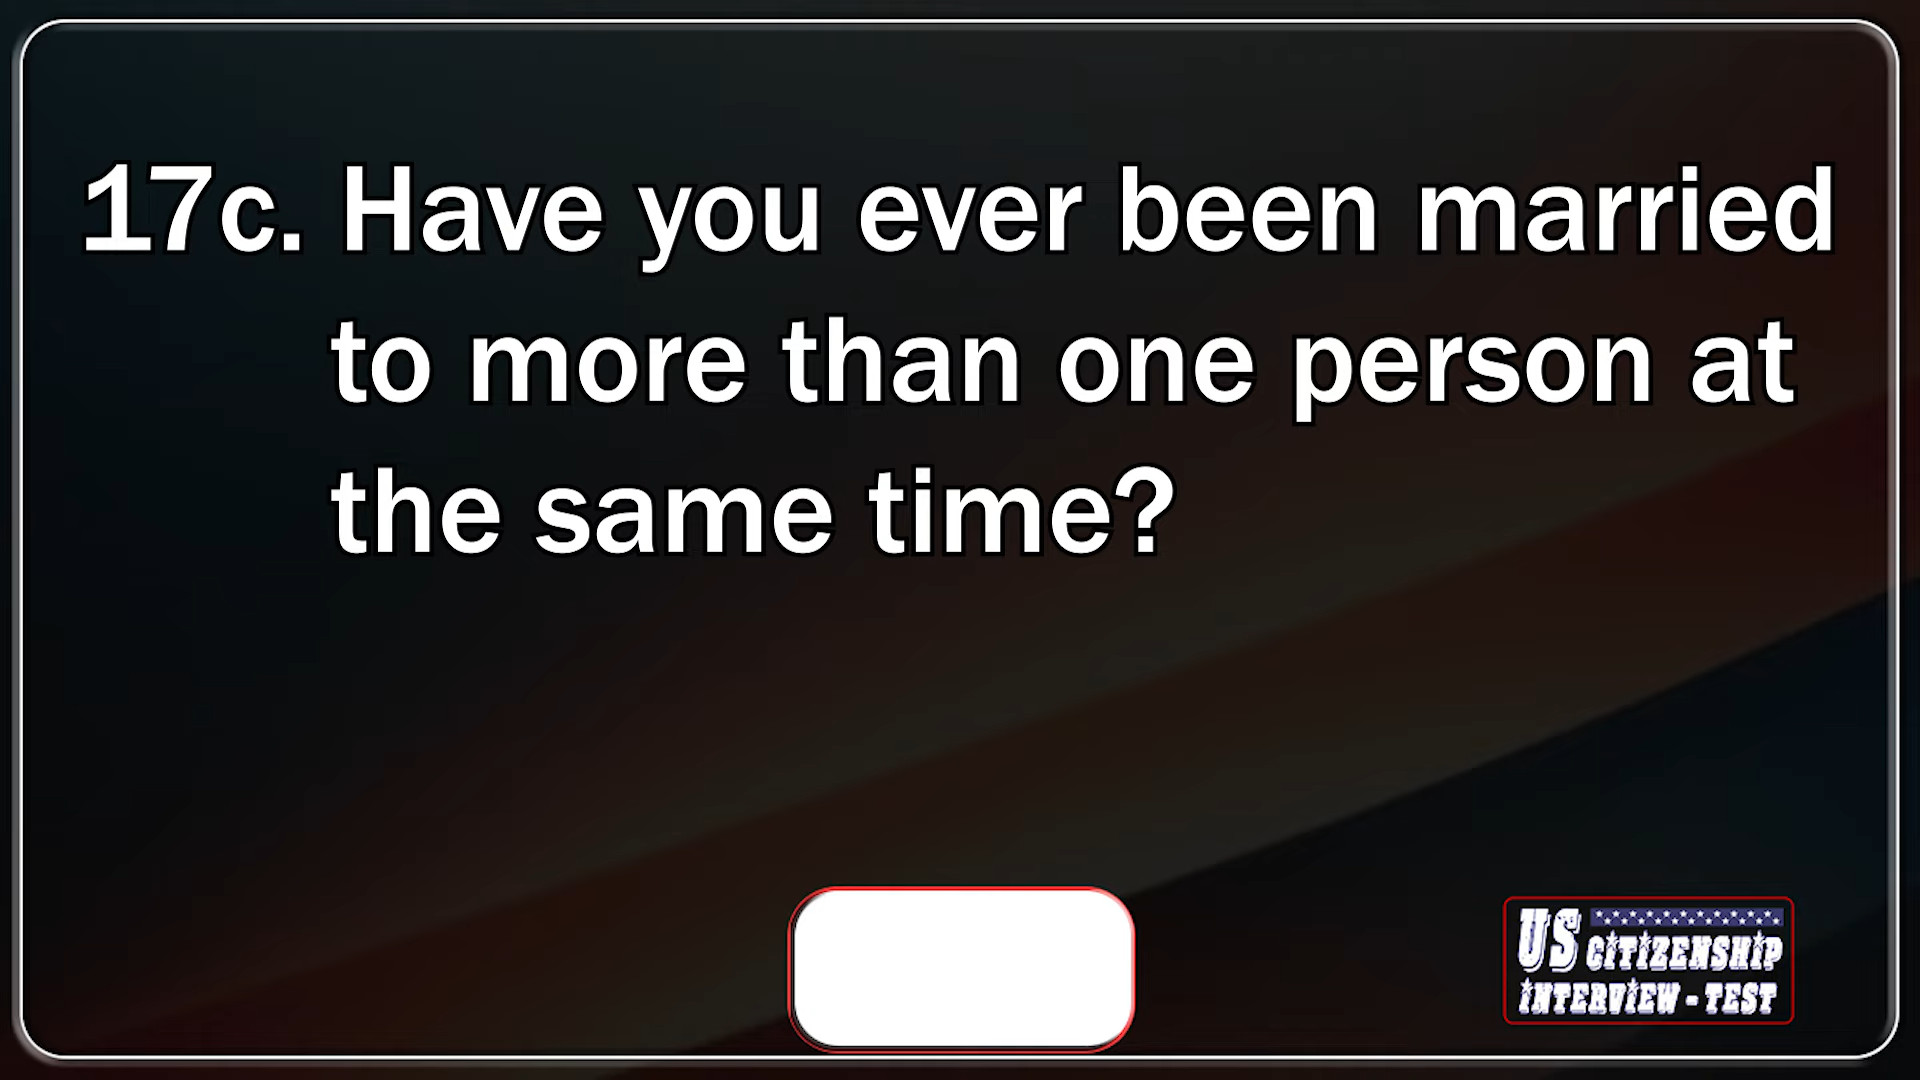 17c. Have you ever been married
to more than one person at
the same time?
US CITIZENSHIP
INTERVIEW - TEST